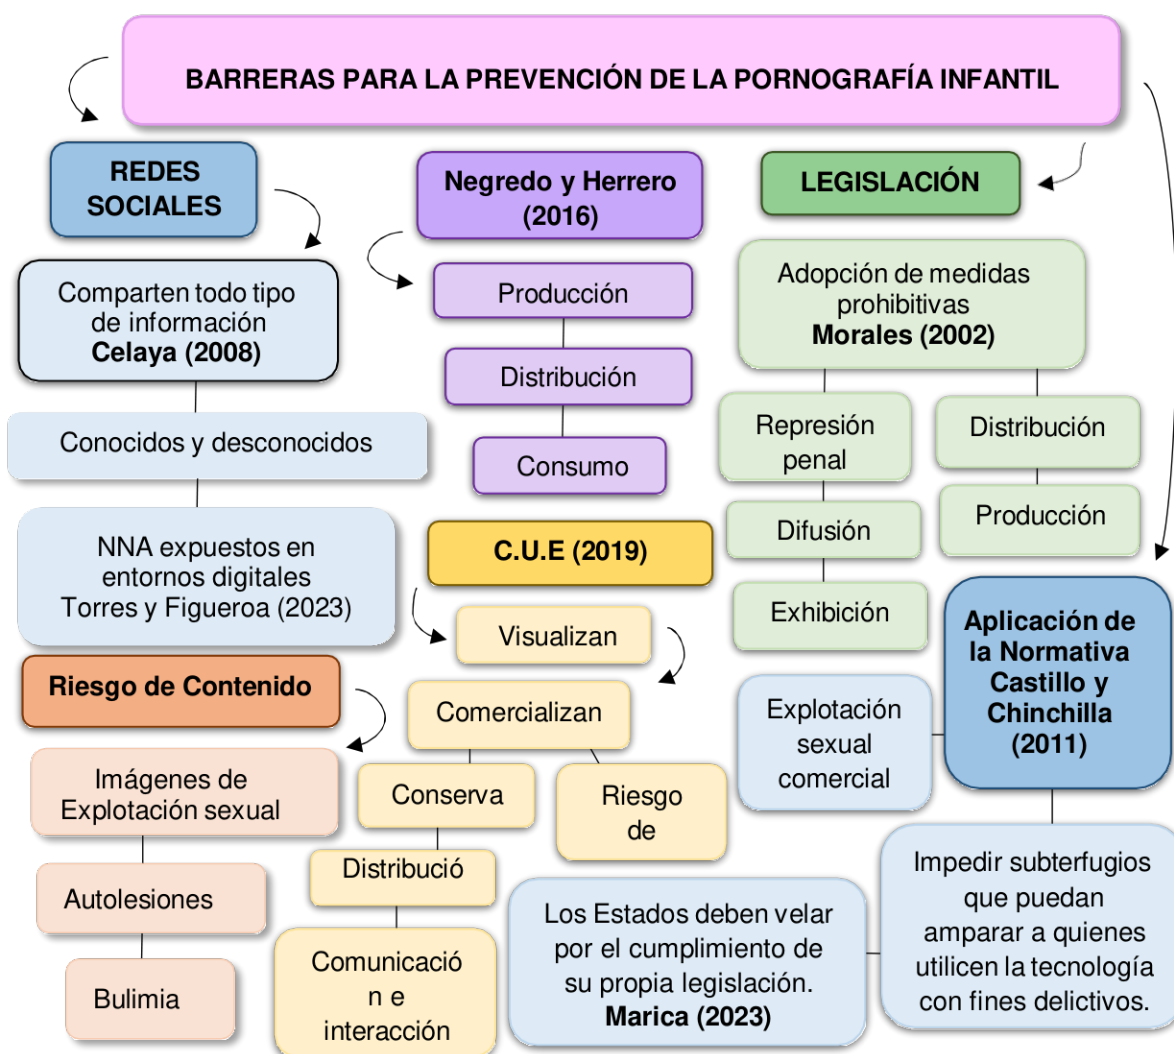 BARRERAS PARA LA PREVENCIÓN DE LA PORNOGRAFÍA INFANTIL
REDES
SOCIALES
Comparten todo tipo
de información
Celaya (2008)
Conocidos y desconocidos
NNA expuestos en
entornos digitales
Torres y Figueroa (2023)
Riesgo de Contenido
Imágenes de
Explotación sexual
Autolesiones
Bulimia
Negredo y Herrero
(2016)
Producción
Distribución
Consumo
C.U.E (2019)
Visualizan
Comercializan
Conserva
Riesgo
de
Distribució
Comunicació
n e
interacción
LEGISLACIÓN
Adopción de medidas
prohibitivas
Morales (2002)
Represión
penal
Difusión
Exhibición
Distribución
Producción
Aplicación de
la Normativa
Castillo y
Chinchilla
(2011)
Explotación
sexual
comercial
Impedir subterfugios
que puedan
amparar a quienes
utilicen la tecnología
con fines delictivos.
Los Estados deben velar
por el cumplimiento de
su propia legislación.
Marica (2023)